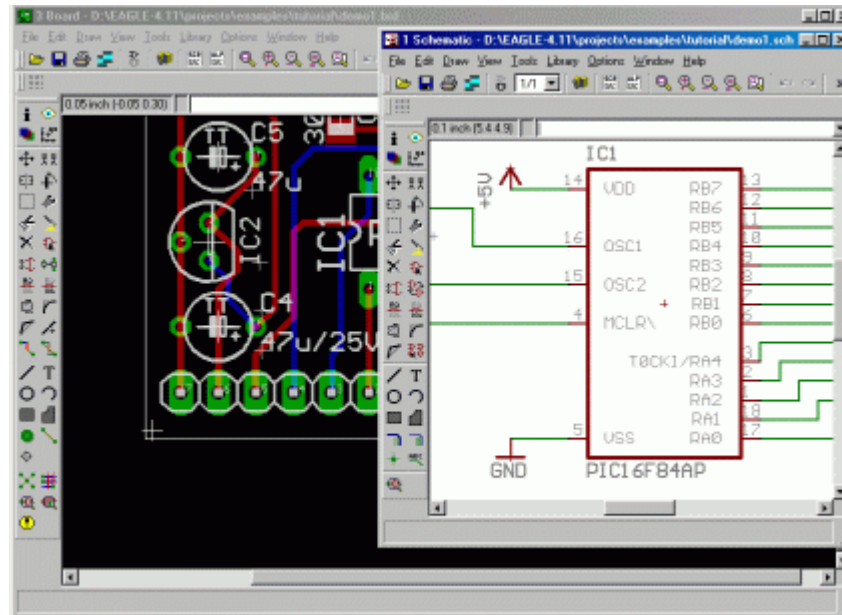 3 Board - D:\EAGLE-4.11\projects\examples\tutorial\demo1.brd
File Edit Draw View Tools Library Options Window Help
0.05 inch (-0.05 0.30)
C5
47u
IC2
IC1
C4
47u/25V
1 Schematic - D:\EAGLE-4.11\projects\examples\tutorial\demo1.sch
File Edit Draw View Tools Library Options Window Help
1/1
0.1 inch (5.4 4.9)
IC1
+5V
14 VDD RB7 13
RB6 12
RB5 11
16 OSC1 RB4 10
RB3 9
15 OSC2 RB2 8
RB1 7
4 MCLR\ RB0 6
T0CKI/RA4 3
RA3 2
RA2 1
RA1 18
5 VSS RA0 17
GND
PIC16F84AP